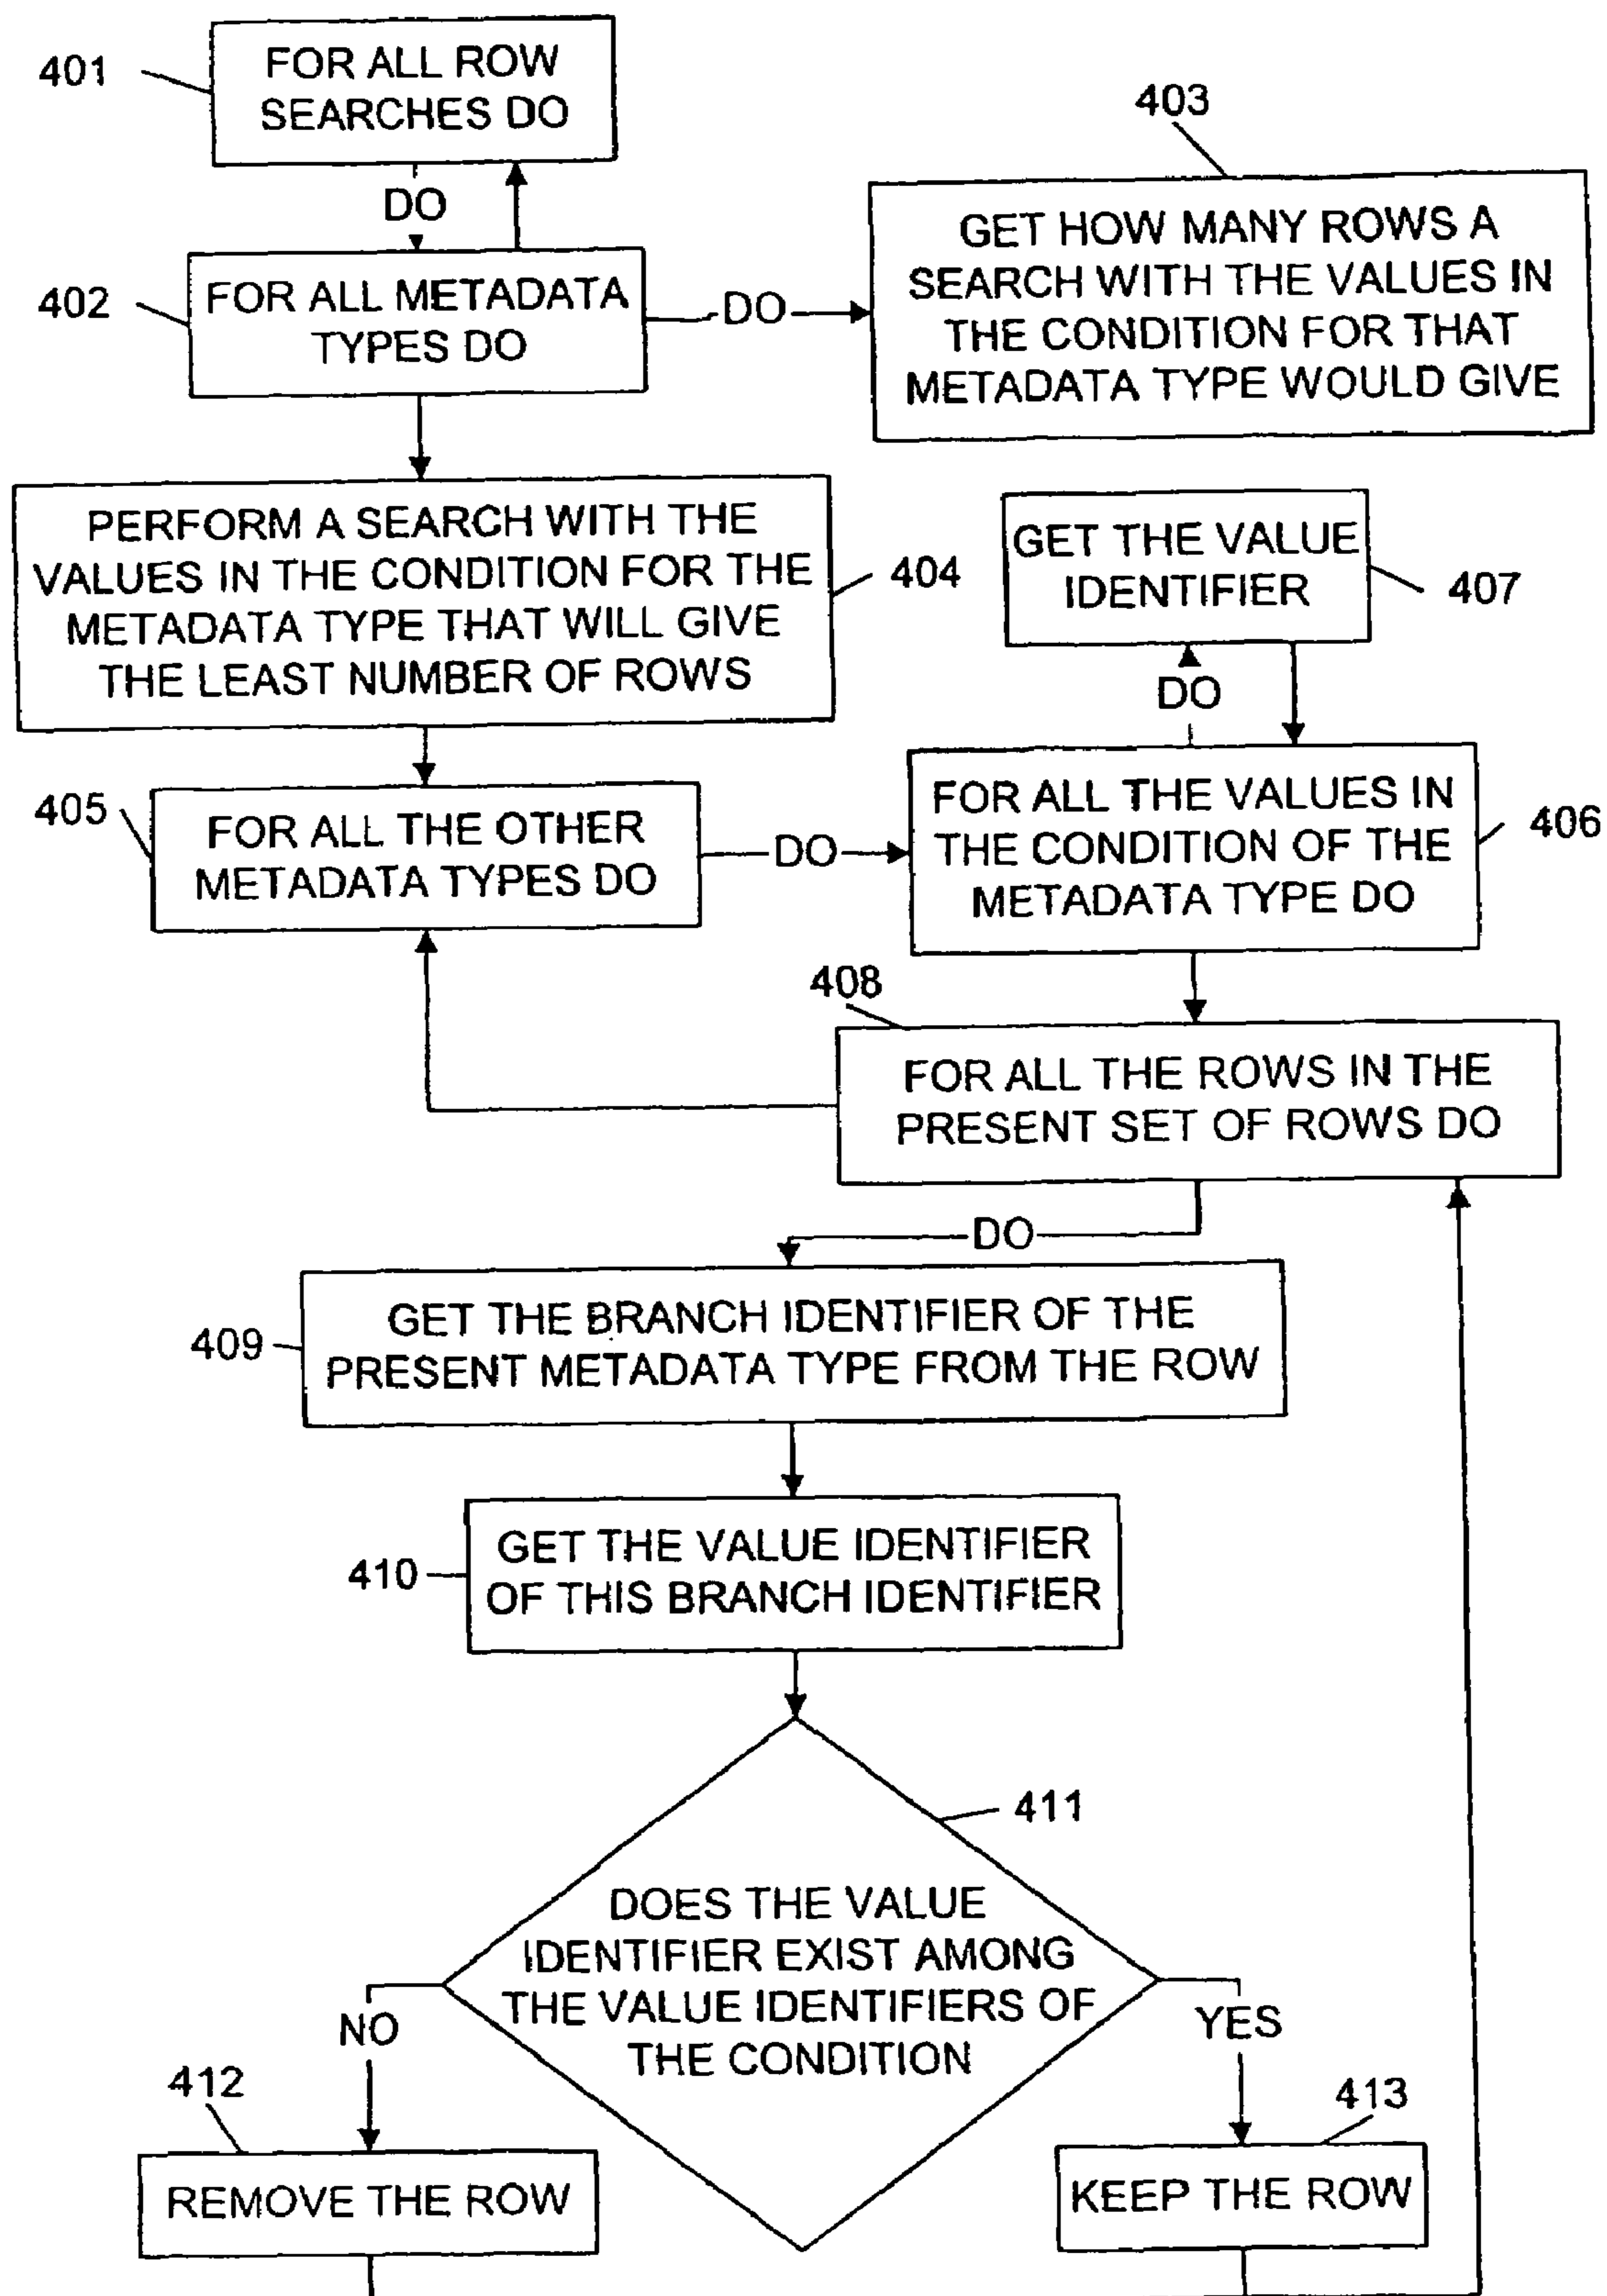 401
FOR ALL ROW
SEARCHES DO
DO
403
GET HOW MANY ROWS A
SEARCH WITH THE VALUES IN
THE CONDITION FOR THAT
METADATA TYPE WOULD GIVE
402
FOR ALL METADATA
TYPES DO
DO
PERFORM A SEARCH WITH THE
VALUES IN THE CONDITION FOR THE
METADATA TYPE THAT WILL GIVE
THE LEAST NUMBER OF ROWS
404
GET THE VALUE
IDENTIFIER
407
DO
405
FOR ALL THE OTHER
METADATA TYPES DO
DO
FOR ALL THE VALUES IN
THE CONDITION OF THE
METADATA TYPE DO
406
408
FOR ALL THE ROWS IN THE
PRESENT SET OF ROWS DO
DO
409
GET THE BRANCH IDENTIFIER OF THE
PRESENT METADATA TYPE FROM THE ROW
410
GET THE VALUE IDENTIFIER
OF THIS BRANCH IDENTIFIER
411
DOES THE VALUE
IDENTIFIER EXIST AMONG
THE VALUE IDENTIFIERS OF
THE CONDITION
NO
YES
412
REMOVE THE ROW
413
KEEP THE ROW